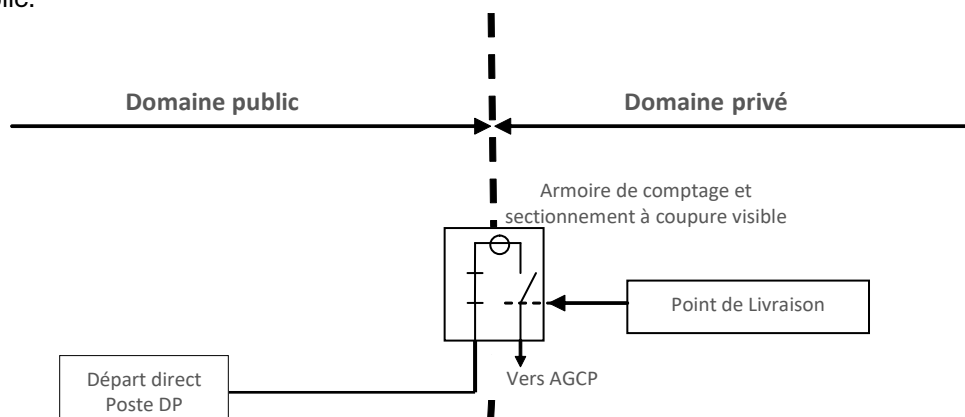 lic.
Domaine public
Domaine privé
Armoire de comptage et
sectionnement à coupure visible
Point de Livraison
Départ direct
Poste DP
Vers AGCP